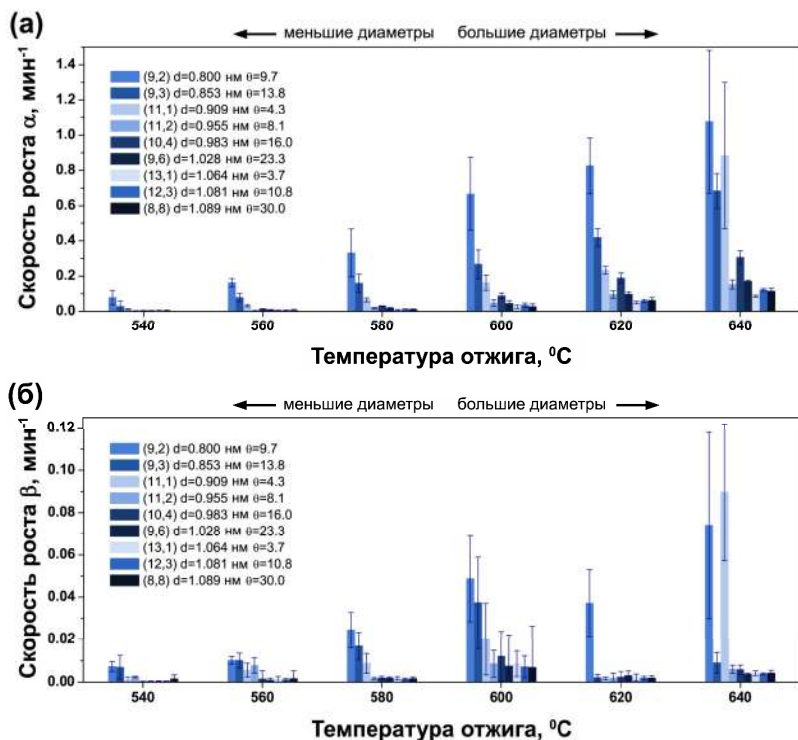 (а)
меньшие диаметры большие диаметры
Скорость роста α, мин⁻¹
1.4
1.2
1.0
0.8
0.6
0.4
0.2
0.0
(9,2) d=0.800 нм θ=9.7
(9,3) d=0.853 нм θ=13.8
(11,1) d=0.909 нм θ=4.3
(11,2) d=0.955 нм θ=8.1
(10,4) d=0.983 нм θ=16.0
(9,6) d=1.028 нм θ=23.3
(13,1) d=1.064 нм θ=3.7
(12,3) d=1.081 нм θ=10.8
(8,8) d=1.089 нм θ=30.0
540 560 580 600 620 640
Температура отжига, ⁰C
(б)
меньшие диаметры большие диаметры
Скорость роста β, мин⁻¹
0.12
0.10
0.08
0.06
0.04
0.02
0.00
(9,2) d=0.800 нм θ=9.7
(9,3) d=0.853 нм θ=13.8
(11,1) d=0.909 нм θ=4.3
(11,2) d=0.955 нм θ=8.1
(10,4) d=0.983 нм θ=16.0
(9,6) d=1.028 нм θ=23.3
(13,1) d=1.064 нм θ=3.7
(12,3) d=1.081 нм θ=10.8
(8,8) d=1.089 нм θ=30.0
540 560 580 600 620 640
Температура отжига, ⁰C